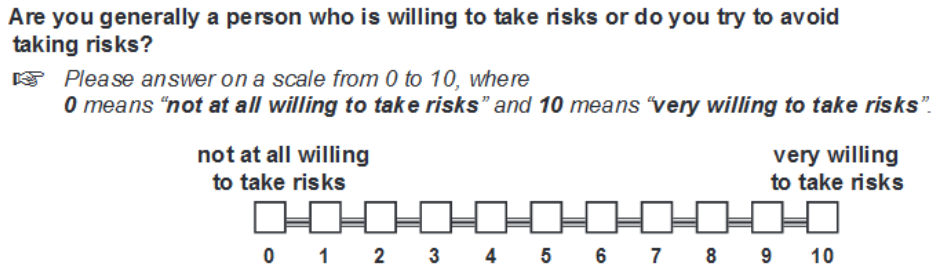 Are you generally a person who is willing to take risks or do you try to avoid
taking risks?
☞ Please answer on a scale from 0 to 10, where
0 means “not at all willing to take risks” and 10 means “very willing to take risks”.
not at all willing
to take risks
very willing
to take risks
0 1 2 3 4 5 6 7 8 9 10